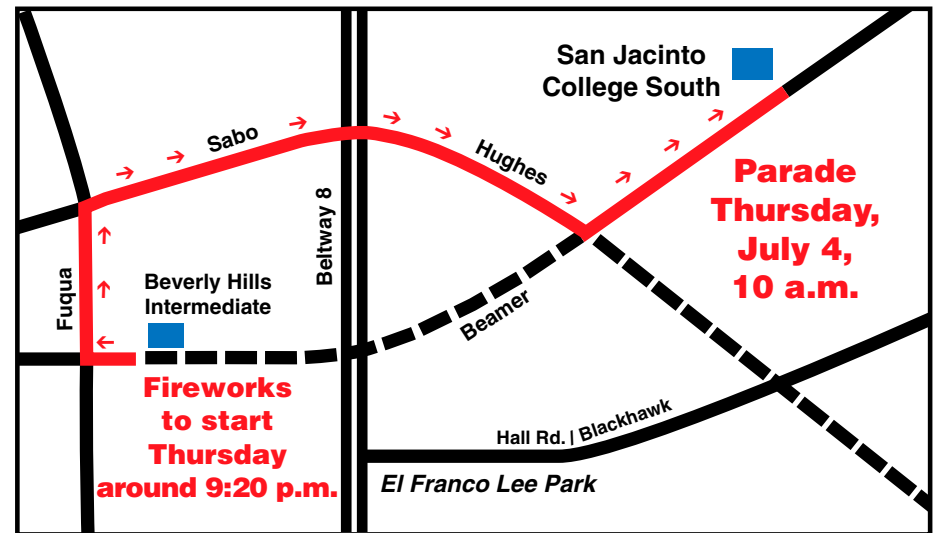 San Jacinto
College South
Sabo
Hughes
Parade
Thursday,
July 4,
10 a.m.
Beltway 8
Fuqua
Beverly Hills
Intermediate
Beamer
Fireworks
to start
Thursday
around 9:20 p.m.
Hall Rd. / Blackhawk
El Franco Lee Park